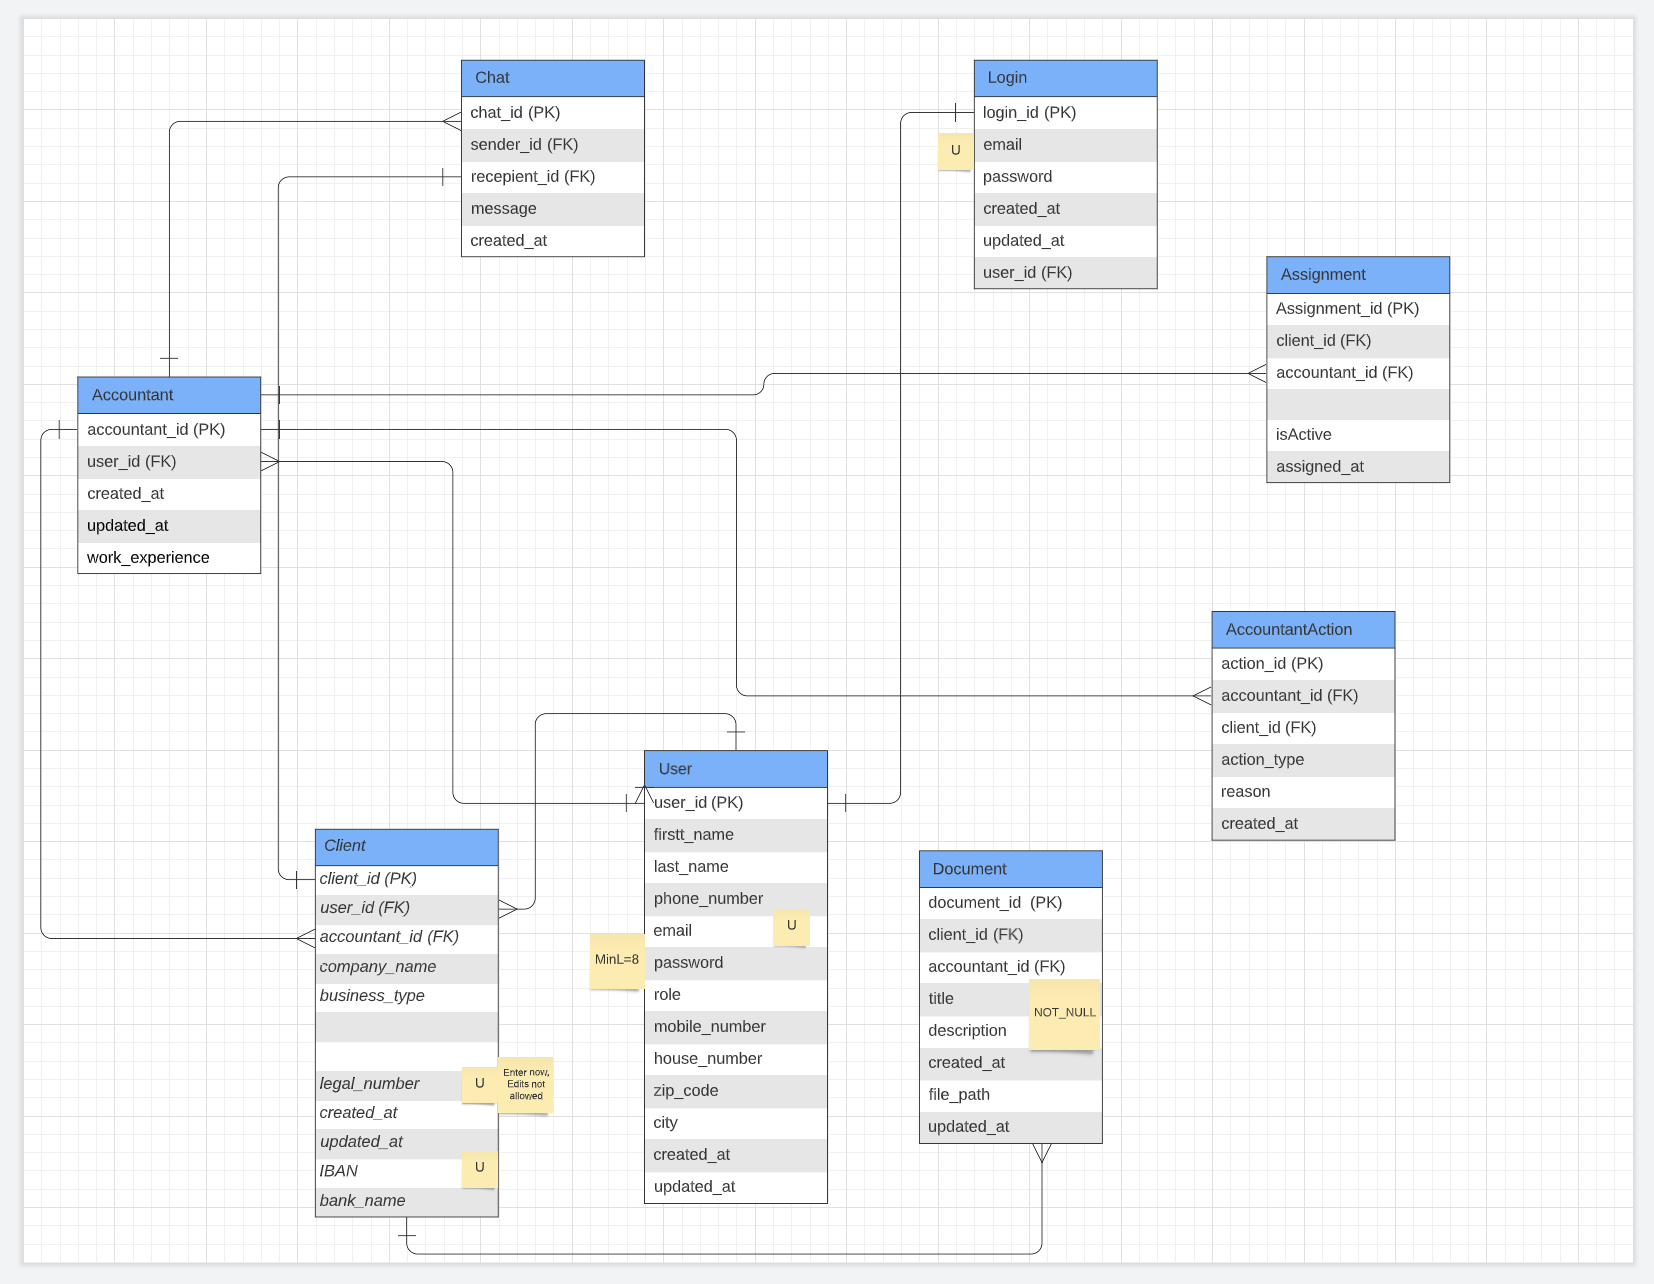 Chat
chat_id (PK)
sender_id (FK)
recepient_id (FK)
message
created_at
Login
login_id (PK)
email
U
password
created_at
updated_at
user_id (FK)
Assignment
Assignment_id (PK)
client_id (FK)
accountant_id (FK)
isActive
assigned_at
Accountant
accountant_id (PK)
user_id (FK)
created_at
updated_at
work_experience
AccountantAction
action_id (PK)
accountant_id (FK)
client_id (FK)
action_type
reason
created_at
User
user_id (PK)
firstt_name
last_name
phone_number
email
U
MinL=8
password
role
mobile_number
house_number
zip_code
city
created_at
updated_at
Client
client_id (PK)
user_id (FK)
accountant_id (FK)
company_name
business_type
legal_number
U
Enter now,
Edits not
allowed
created_at
updated_at
IBAN
U
bank_name
Document
document_id (PK)
client_id (FK)
accountant_id (FK)
title
NOT_NULL
description
created_at
file_path
updated_at